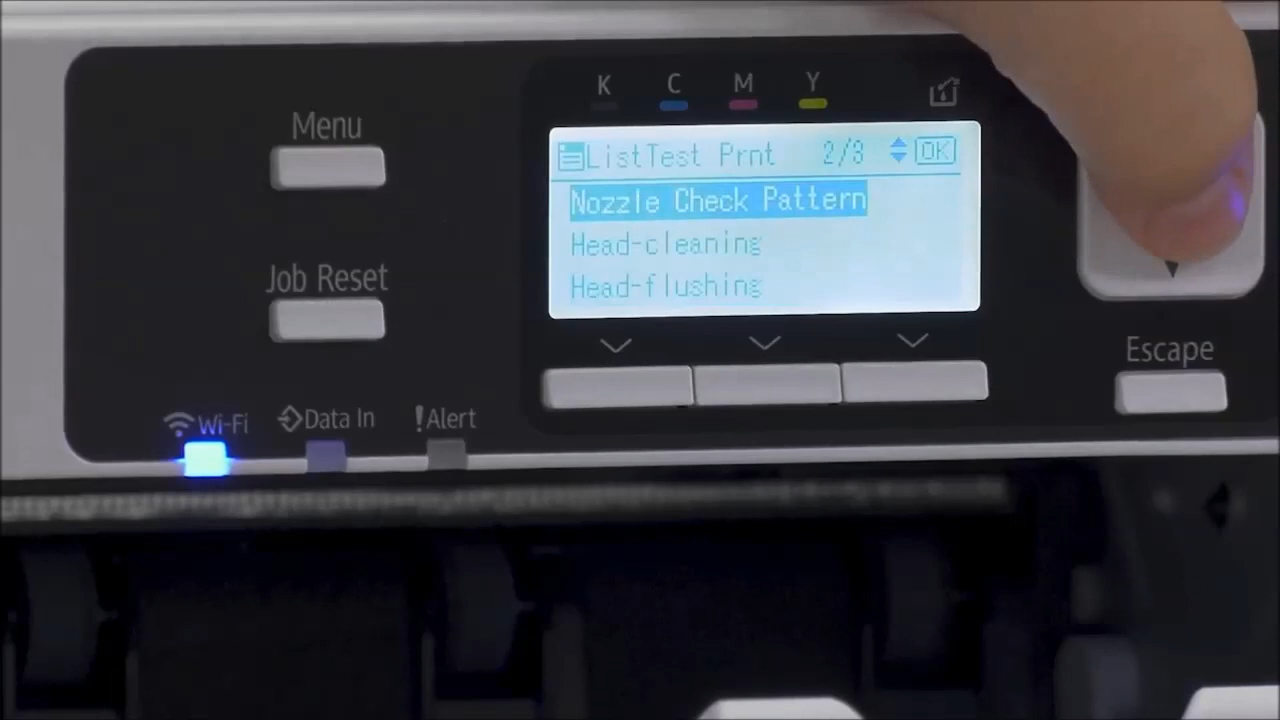 Menu
Job Reset
Wi-Fi
Data In
!Alert
K C M Y
ListTest Prnt 2/3 OK
Nozzle Check Pattern
Head-cleaning
Head-flushing
Escape